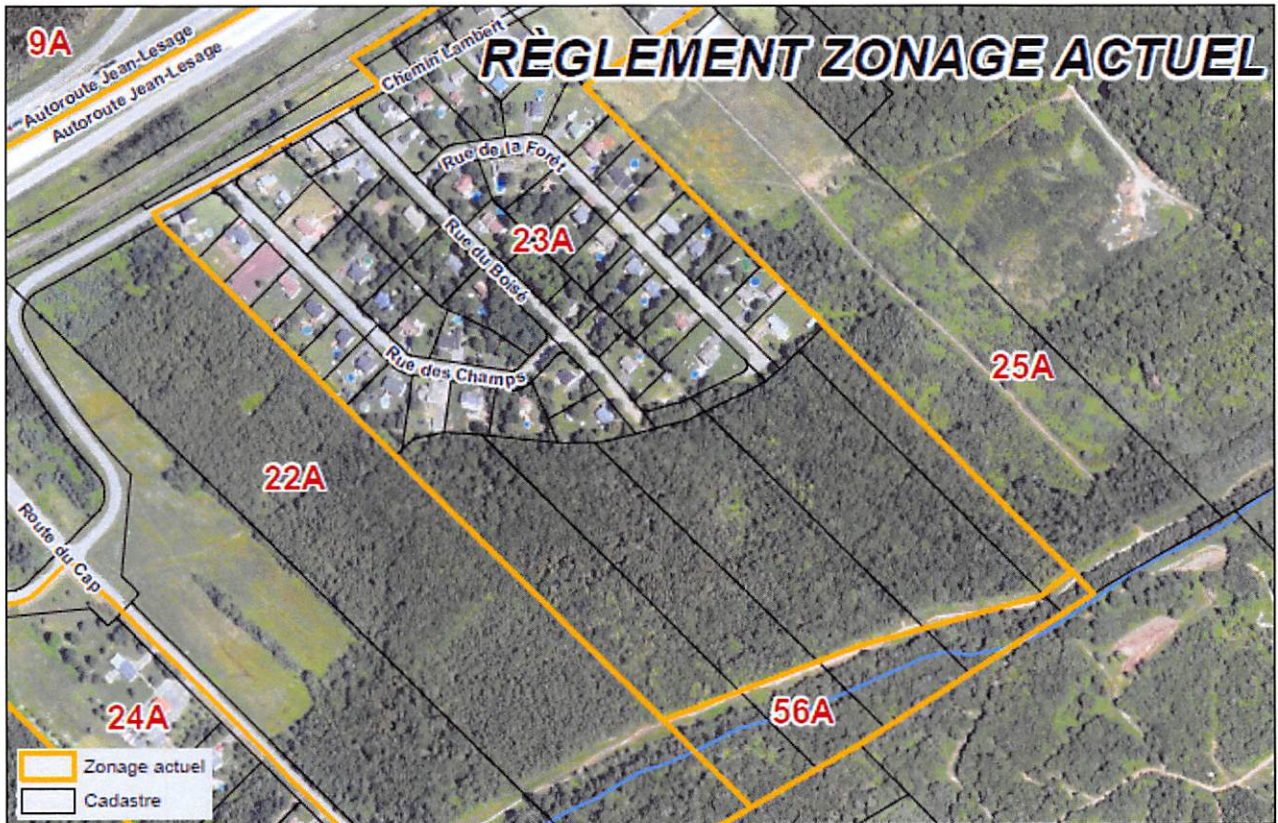 9A
Autoroute Jean-Lesage
Autoroute Jean-Lesage
Chemin Lambert
REGLEMENT ZONAGE ACTUEL
Rue de la Forêt
23A
Rue du Boisé
Rue des Champs
25A
22A
Route du Cap
24A
56A
Zonage actuel
Cadastre